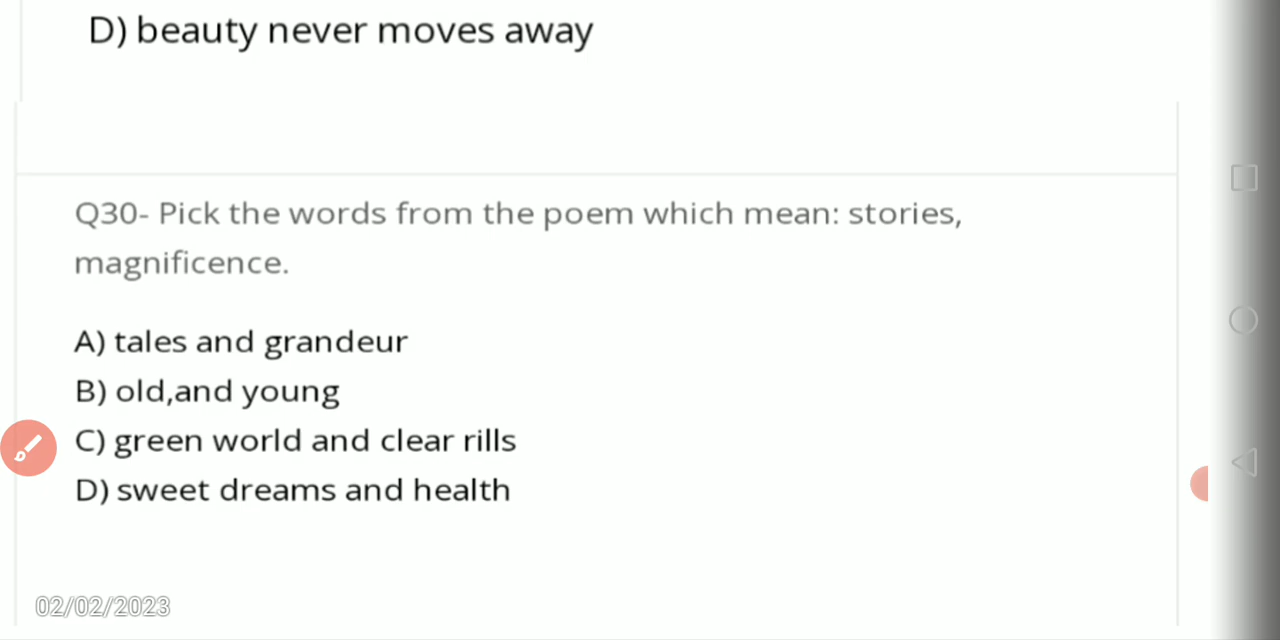 D) beauty never moves away
Q30- Pick the words from the poem which mean: stories,
magnificence.
A) tales and grandeur
B) old,and young
C) green world and clear rills
D) sweet dreams and health
02/02/2023